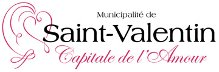 Municipalité de
Saint-Valentin
Capitale de l'Amour